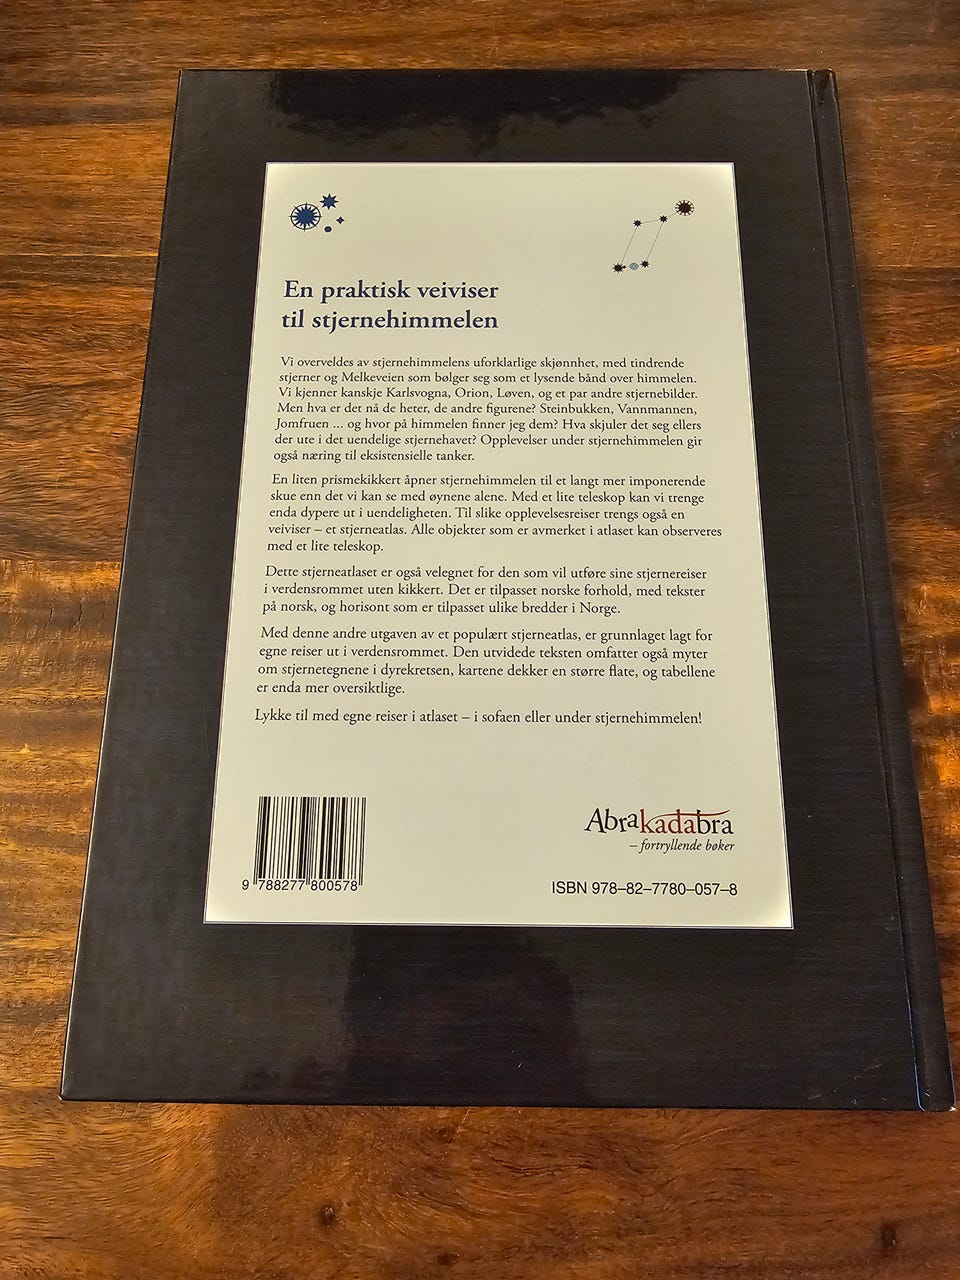 En praktisk veiviser
til stjernehimmelen
Vi overveldes av stjernehimmelens uforklarlige skjønnhet, med tindrende
stjerner og Melkeveien som bølger seg som et lysende bånd over himmelen.
Vi kjenner kanskje Karlsvogna, Orion, Løven, og et par andre stjernebilder.
Men hva er det nå de heter, de andre figurene? Steinbukken, Vannmannen,
Jomfruen ... og hvor på himmelen finner jeg dem? Hva skjuler det seg ellers
der ute i det uendelige stjernehavet? Opplevelser under stjernehimmelen gir
også næring til eksistensielle tanker.
En liten prismekikkert åpner stjernehimmelen til et langt mer imponerende
skue enn det vi kan se med øynene alene. Med et lite teleskop kan vi trenge
enda dypere ut i uendeligheten. Til slike opplevelsesreiser trengs også en
veiviser – et stjerneatlas. Alle objekter som er avmerket i atlaset kan observeres
med et lite teleskop.
Dette stjerneatlaset er også velegnet for den som vil utføre sine stjernereiser
i verdensrommet uten kikkert. Det er tilpasset norske forhold, med tekster
på norsk, og horisont som er tilpasset ulike bredder i Norge.
Med denne andre utgaven av et populært stjerneatlas, er grunnlaget lagt for
egne reiser ut i verdensrommet. Den utvidede teksten omfatter også myter
om stjernetegnene i dyrekretsen, kartene dekker en større flate, og tabellene
er enda mer oversiktlige.
Lykke til med egne reiser i atlaset – i sofaen eller under stjernehimmelen!
Abrakadabra
– fortryllende bøker
9 788277 800578
ISBN 978–82–7780–057–8